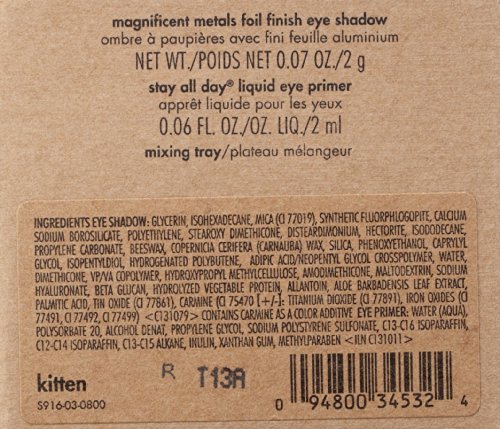 magnificent metals foil finish eye shadow
ombre à paupières avec fini feuille aluminium
NET WT./POIDS NET 0.07 OZ./2 g
stay all day® liquid eye primer
apprêt liquide pour les yeux
0.06 FL. OZ./OZ. LIQ./2 ml
mixing tray/plateau mélangeur
INGREDIENTS EYE SHADOW: GLYCERIN, ISOHEXADECANE, MICA (CI 77019), SYNTHETIC FLUORPHLOGOPITE, CALCIUM
SODIUM BOROSILICATE, POLYETHYLENE, STEAROXY DIMETHICONE, DISTEARDIMONIUM, HECTORITE, ISODODECANE,
PROPYLENE CARBONATE, BEESWAX, COPERNICIA CERIFERA (CARNAUBA) WAX, SILICA, PHENOXYETHANOL, CAPRYLYL
GLYCOL, ISOPENTYLDIOL, HYDROGENATED POLYBUTENE, ADIPIC ACID/NEOPENTYL GLYCOL CROSSPOLYMER, WATER,
DIMETHICONE, VP/VA COPOLYMER, HYDROXYPROPYL METHYLCELLULOSE, AMODIMETHICONE, MALTODEXTRIN, SODIUM
HYALURONATE, BETA GLUCAN, HYDROLYZED VEGETABLE PROTEIN, ALLANTOIN, ALOE BARBADENSIS LEAF EXTRACT,
PALMITIC ACID, TIN OXIDE (CI 77861), CARMINE (CI 75470 [+/-]: TITANIUM DIOXIDE (CI 77891), IRON OXIDES (CI
77491, CI 77492, CI 77499) <C131079> CONTAINS CARMINE AS A COLOR ADDITIVE EYE PRIMER: WATER (AQUA),
POLYSORBATE 20, ALCOHOL DENAT, PROPYLENE GLYCOL, SODIUM POLYSTYRENE SULFONATE, C13-C16 ISOPARAFFIN,
C12-C14 ISOPARAFFIN, C13-C15 ALKANE, INULIN, XANTHAN GUM, METHYLPARABEN <ILN C131011>
kitten
R T13A
S916-03-0800
0 94800 34532 4